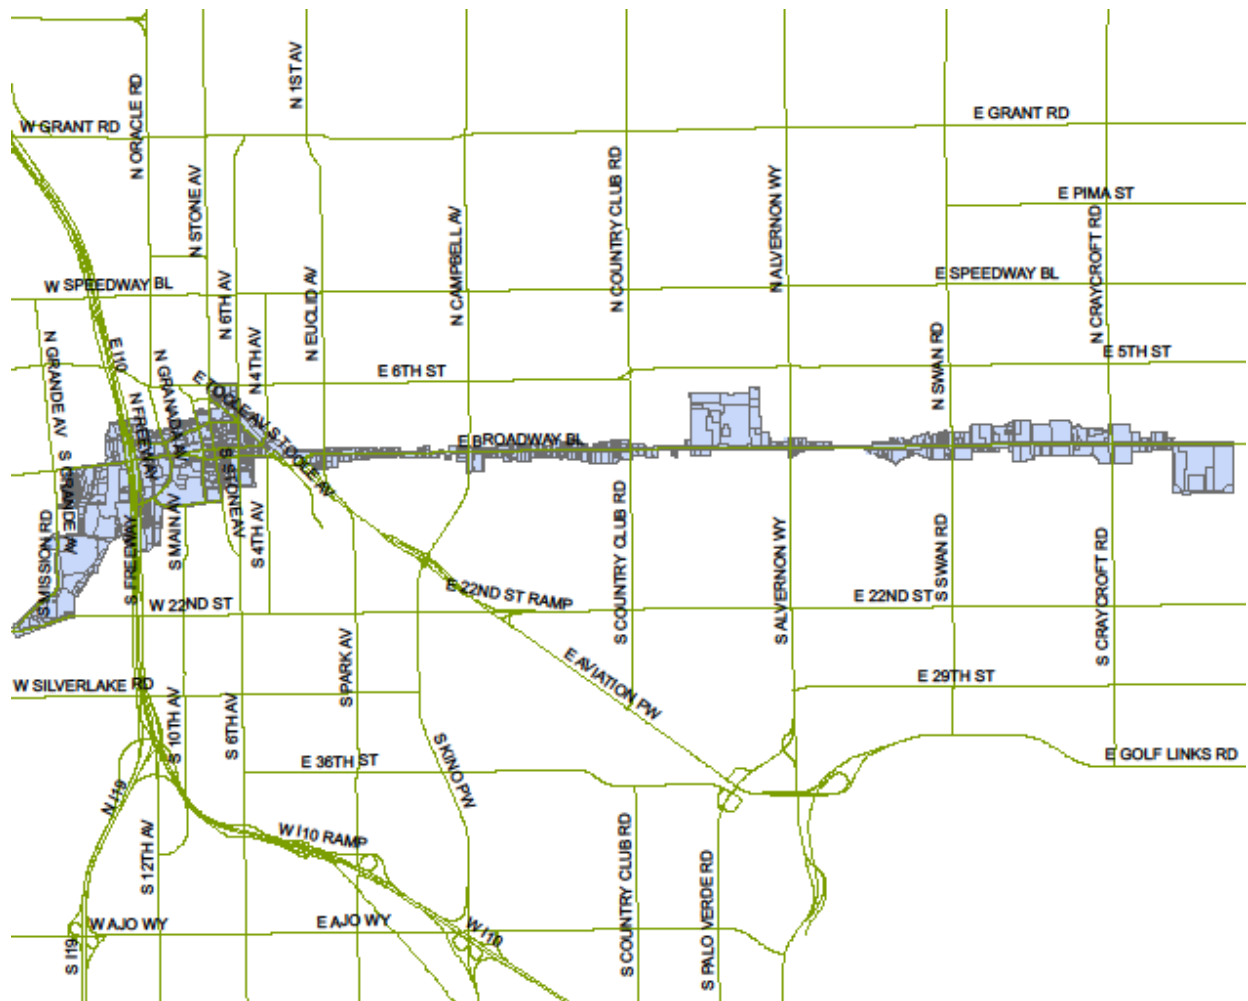 N 1ST AV
N ORACLE RD
E GRANT RD
W GRANT RD
N STONE AV
N COUNTRY CLUB RD
N ALVERNON WY
E PIMA ST
N CAMPBELL AV
N CRAYCROFT RD
W SPEEDWAY BL
E SPEEDWAY BL
N 6TH AV
N EUCLID AV
E I10
N GRANDE AV
N 4TH AV
N SWAN RD
E 5TH ST
E 6TH ST
N GRANADA AV
N FREEWAY
E TOOLE AV
S TOOLE AV
E BROADWAY BL
S GRANDE AV
S STONE AV
S MAIN AV
S 4TH AV
S MISSION RD
S FREEWAY
S COUNTRY CLUB RD
S ALVERNON WY
S SWAN RD
S CRAYCROFT RD
W 22ND ST
E 22ND ST RAMP
E 22ND ST
S PARK AV
E AVIATION PW
W SILVERLAKE RD
E 29TH ST
S 10TH AV
S 6TH AV
E 36TH ST
S KINO PW
E GOLF LINKS RD
N I19
W I10 RAMP
S 12TH AV
S COUNTRY CLUB RD
S PALO VERDE RD
W AJO WY
E AJO WY
W I10
S I19